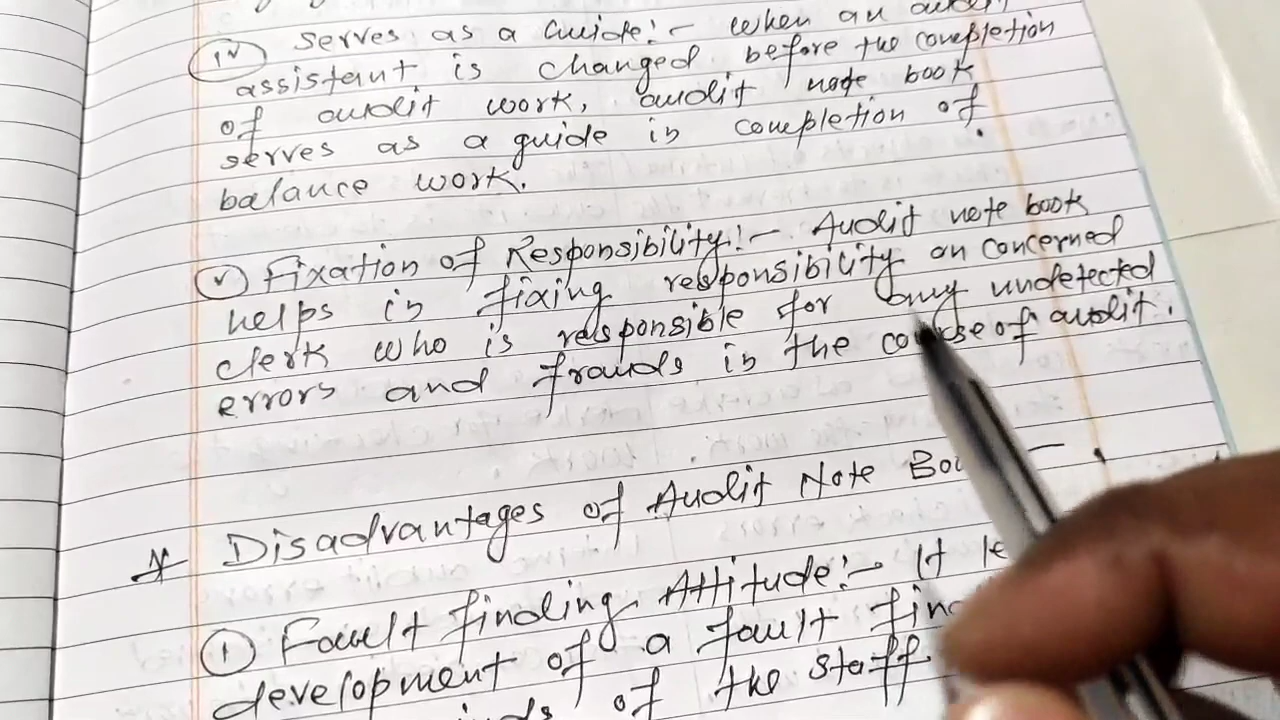 (iv) Serves as a Guide:- When an audit
assistant is changed before the completion
of audit work, audit note book
serves as a guide in completion of
balance work.
(v) Fixation of Responsibility:- Audit note book
helps in fixing responsibility on concerned
clerk who is responsible for any undetected
errors and frauds in the course of audit.
* Disadvantages of Audit Note
(1) Fault finding Attitude:- It
development of a fault
of the staff